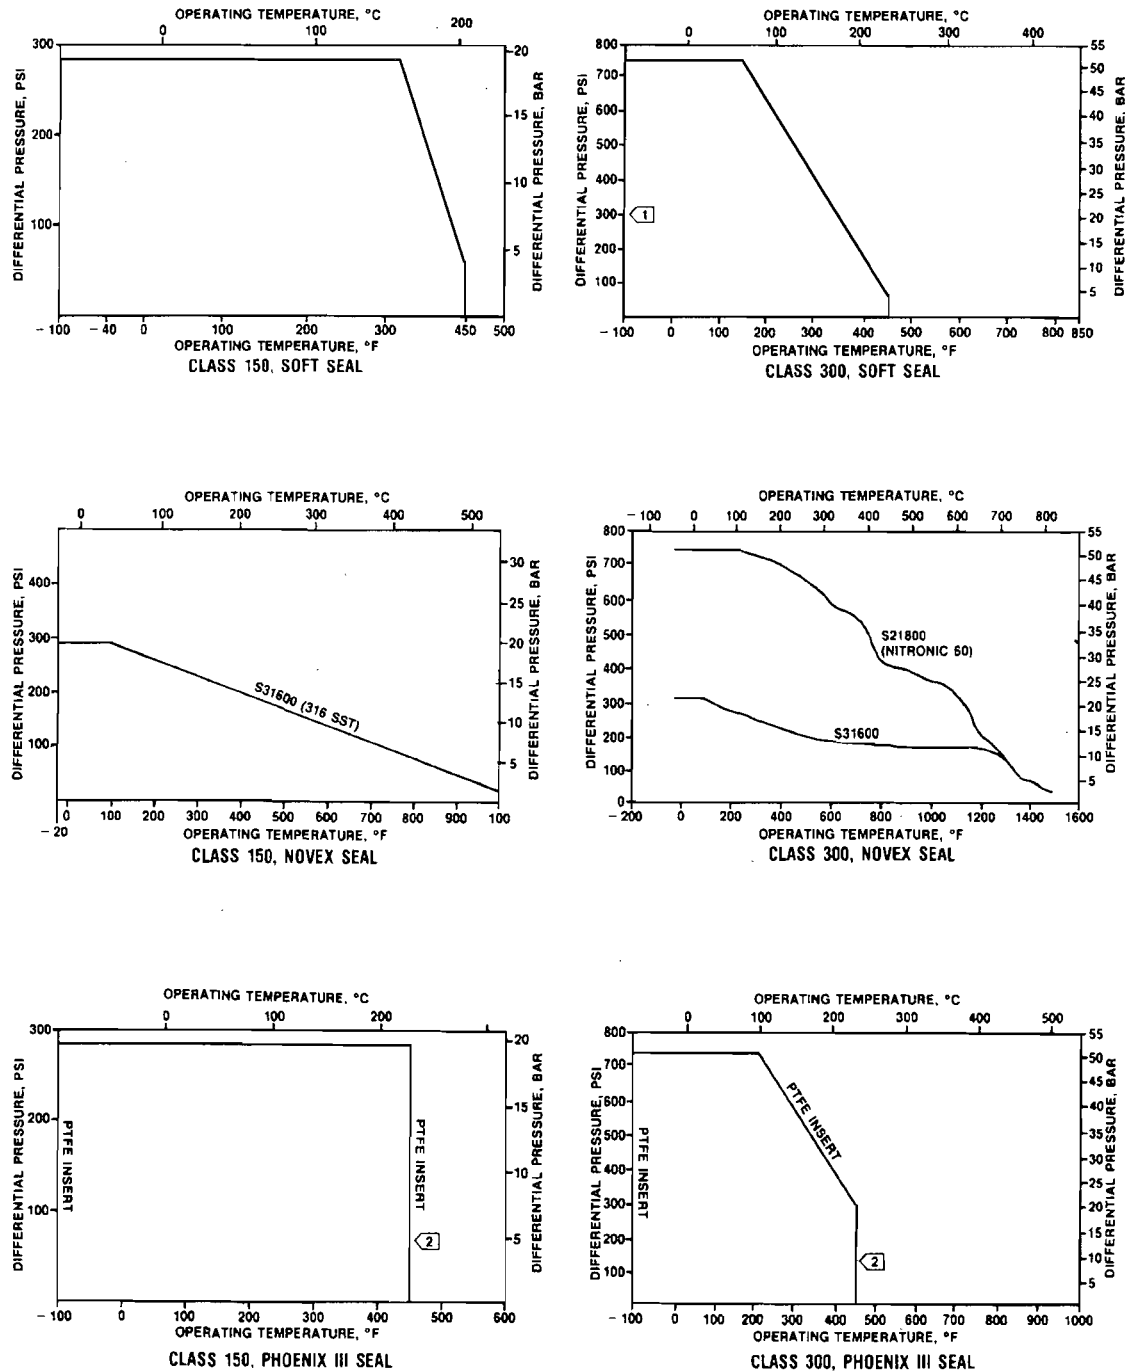 OPERATING TEMPERATURE, °C
0 100 200
300
200
100
DIFFERENTIAL PRESSURE, PSI
20
15
10
5
DIFFERENTIAL PRESSURE, BAR
– 100 – 40 0 100 200 300 450 500
OPERATING TEMPERATURE, °F
CLASS 150, SOFT SEAL
OPERATING TEMPERATURE, °C
0 100 200 300 400
800
700
600
500
400
300
200
100
DIFFERENTIAL PRESSURE, PSI
1
55
50
45
40
30
25
20
15
10
5
DIFFERENTIAL PRESSURE, BAR
–100 0 100 200 300 400 500 600 700 800 850
OPERATING TEMPERATURE, °F
CLASS 300, SOFT SEAL
OPERATING TEMPERATURE, °C
0 100 200 300 400 500
400
300
200
100
DIFFERENTIAL PRESSURE, PSI
S31600 (316 SST)
30
25
20
15
10
5
DIFFERENTIAL PRESSURE, BAR
0 100 200 300 400 500 600 700 800 900 100
– 20
OPERATING TEMPERATURE, °F
CLASS 150, NOVEX SEAL
OPERATING TEMPERATURE, °C
– 100 0 100 200 300 400 500 600 700 800
800
700
600
500
400
300
200
100
0
DIFFERENTIAL PRESSURE, PSI
S21800
(NITRONIC 60)
S31600
55
50
45
40
35
30
25
20
15
10
5
DIFFERENTIAL PRESSURE, BAR
– 200 0 200 400 600 800 1000 1200 1400 1600
OPERATING TEMPERATURE, °F
CLASS 300, NOVEX SEAL
OPERATING TEMPERATURE, °C
0 100 200
300
200
100
DIFFERENTIAL PRESSURE, PSI
PTFE INSERT
PTFE INSERT
2
20
15
10
5
DIFFERENTIAL PRESSURE, BAR
– 100 0 100 200 300 400 500 600
OPERATING TEMPERATURE, °F
CLASS 150, PHOENIX III SEAL
OPERATING TEMPERATURE, °C
0 100 200 300 400 500
800
700
600
500
400
300
200
100
DIFFERENTIAL PRESSURE, PSI
PTFE INSERT
PTFE INSERT
2
55
50
45
40
35
30
25
20
15
10
5
DIFFERENTIAL PRESSURE, BAR
– 100 0 100 200 300 400 500 600 700 800 900 1000
OPERATING TEMPERATURE, °F
CLASS 300, PHOENIX III SEAL